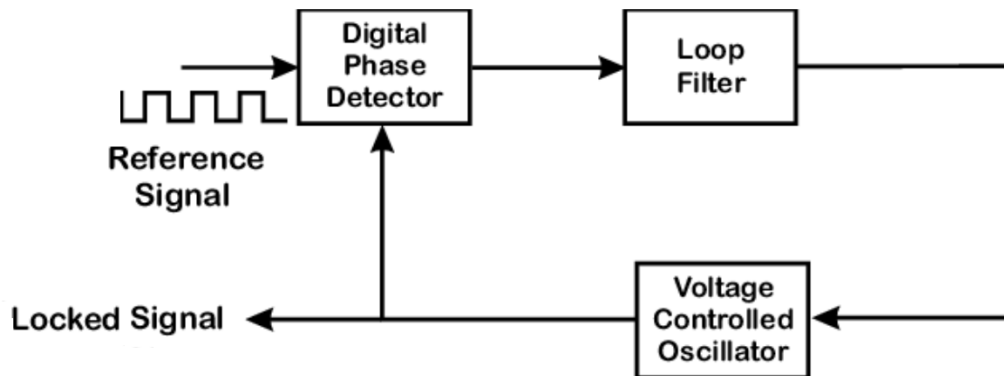 Digital
Phase
Detector
Loop
Filter
Reference
Signal
Locked Signal
Voltage
Controlled
Oscillator